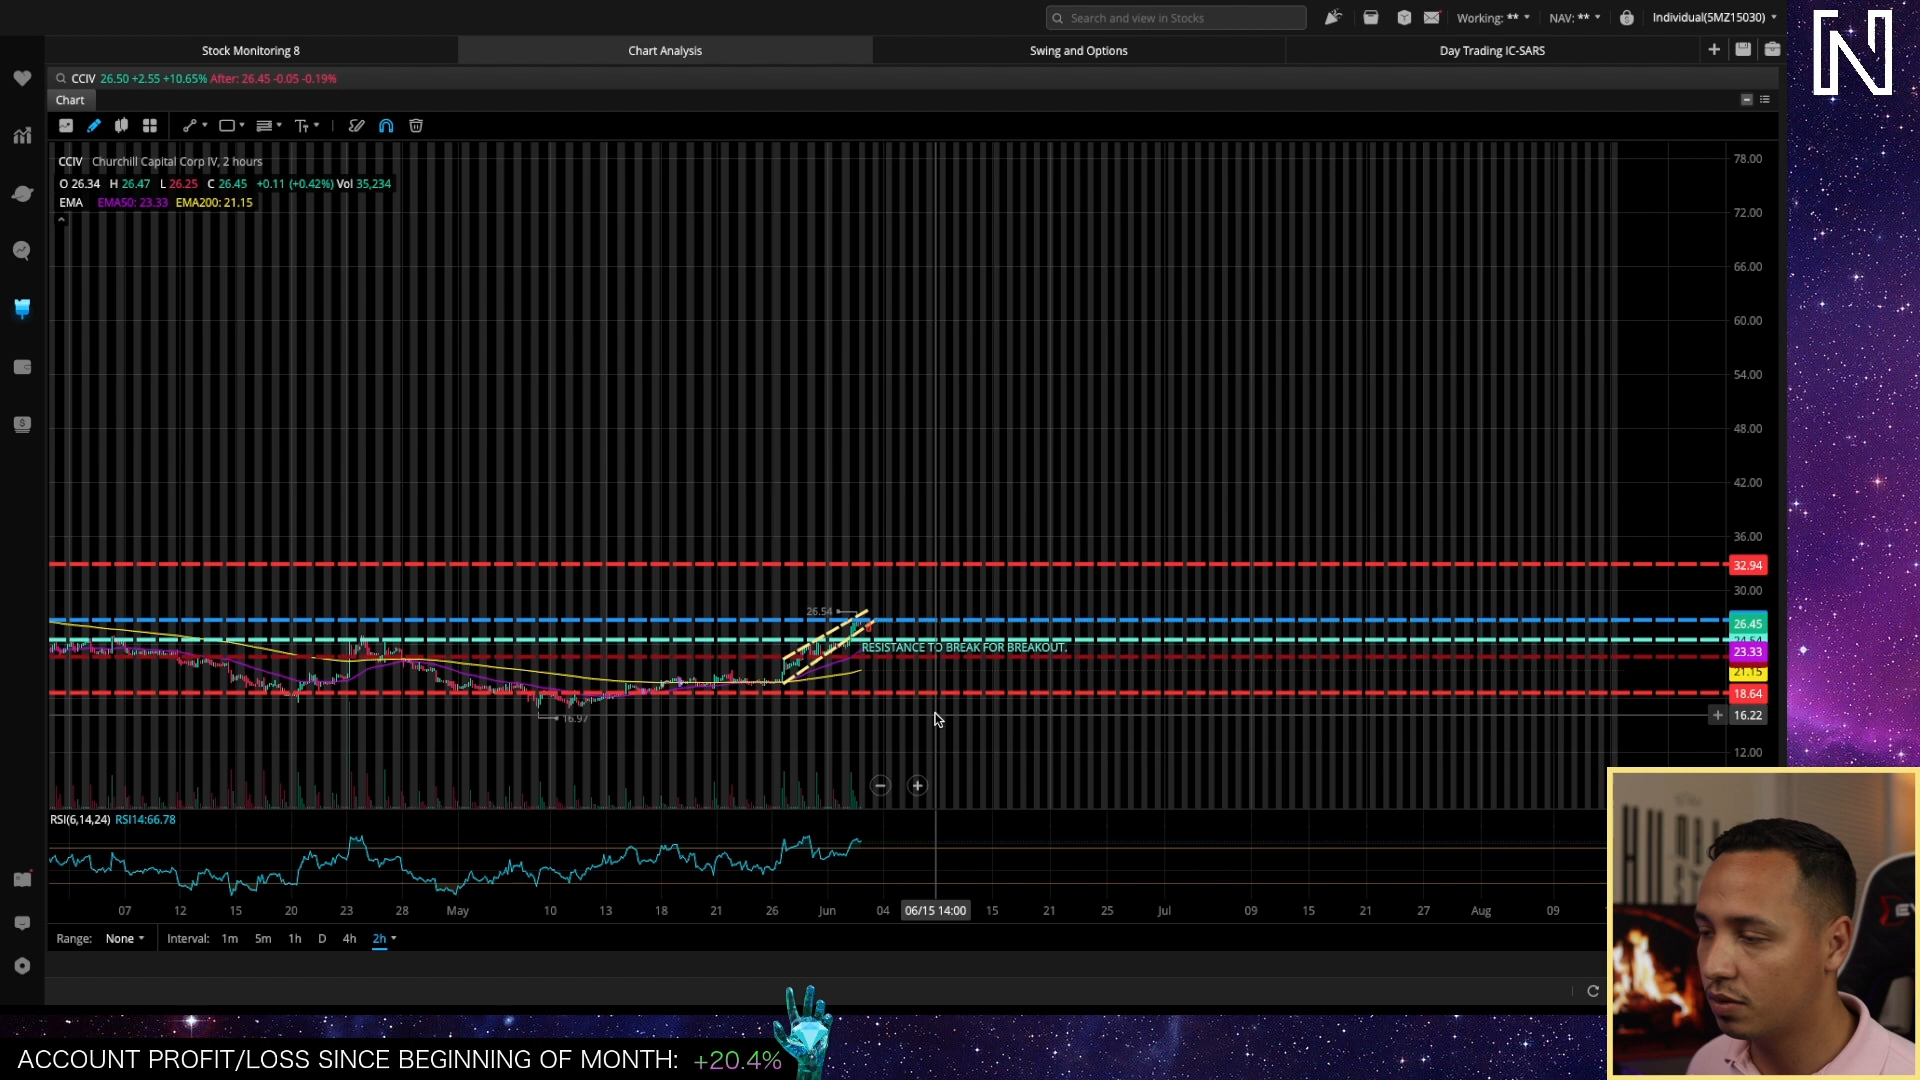 Search and view in Stocks
Working: **
NAV: **
Individual(5MZ15030)
N
Stock Monitoring 8
Chart Analysis
Swing and Options
Day Trading IC-SARS
CCIV 26.50 +2.55 +10.65% After: 26.45 -0.05 -0.19%
Chart
CCIV Churchill Capital Corp IV, 2 hours
O 26.34 H 26.47 L 26.25 C 26.45 +0.11 (+0.42%) Vol 35,234
EMA EMA50: 23.33 EMA200: 21.15
78.00
72.00
66.00
60.00
54.00
48.00
42.00
36.00
32.94
30.00
26.54
26.45
24.54
RESISTANCE TO BREAK FOR BREAKOUT.
23.33
21.15
18.64
16.97
16.22
12.00
RSI(6,14,24) RSI14:66.78
07 12 15 20 23 28 May 10 13 18 21 26 Jun 04 06/15 14:00 15 21 25 Jul 09 15 21 27 Aug 09
Range: None Interval: 1m 5m 1h D 4h 2h
ACCOUNT PROFIT/LOSS SINCE BEGINNING OF MONTH: +20.4%